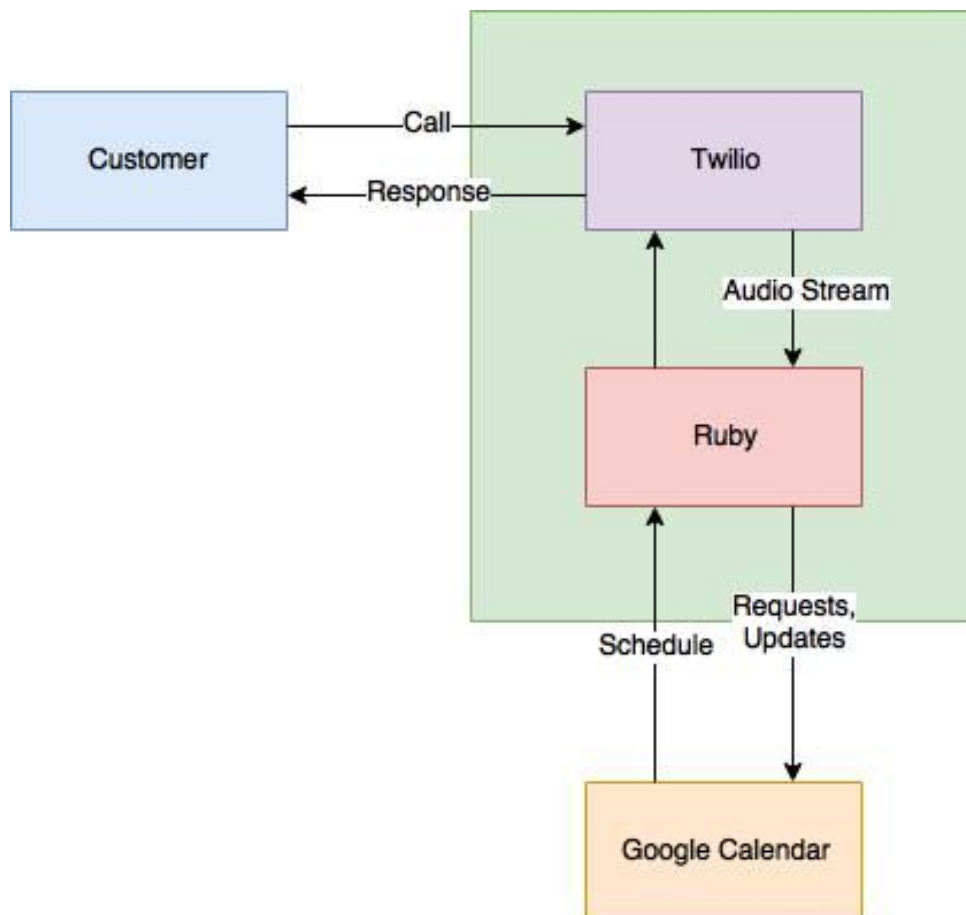 Customer
Call
Twilio
Response
Audio Stream
Ruby
Requests,
Updates
Schedule
Google Calendar